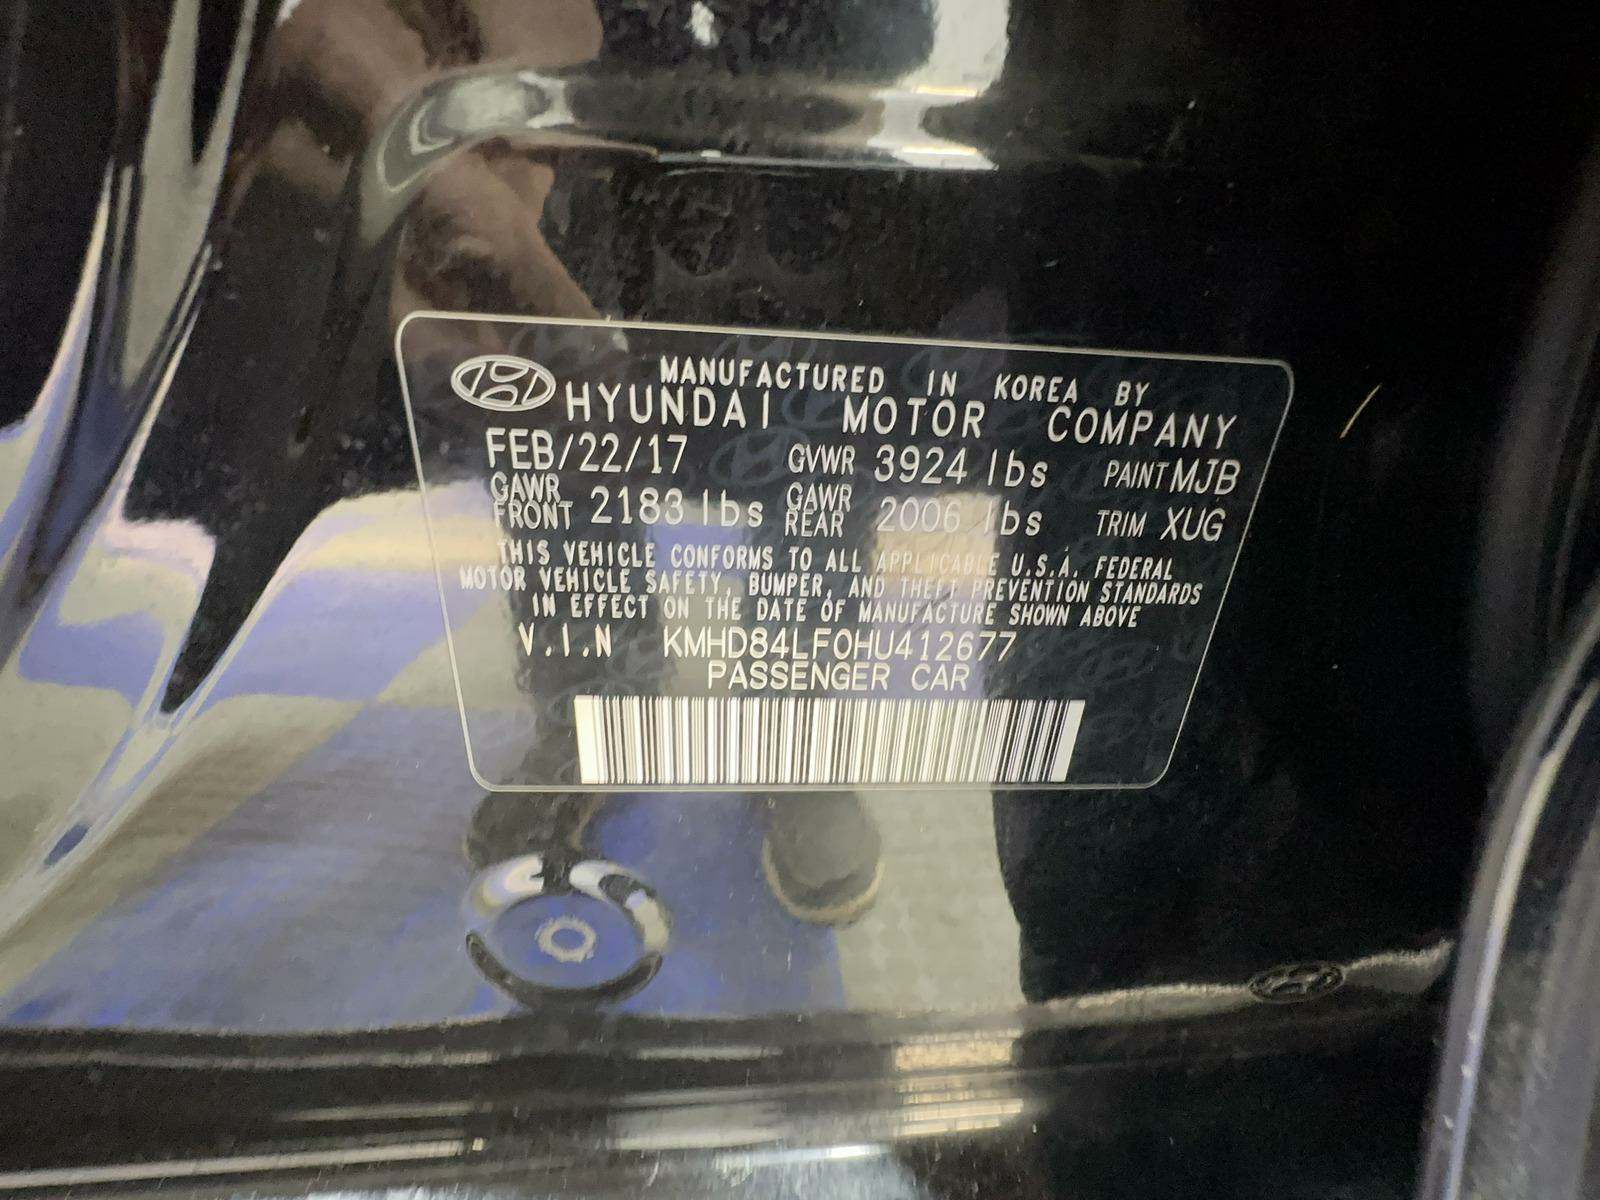 MANUFACTURED IN KOREA BY
HYUNDAI MOTOR COMPANY
FEB/22/17 GVWR 3924 lbs PAINT MJB
GAWR FRONT 2183 lbs GAWR REAR 2006 lbs TRIM XUG
THIS VEHICLE CONFORMS TO ALL APPLICABLE U.S.A. FEDERAL
MOTOR VEHICLE SAFETY, BUMPER, AND THEFT PREVENTION STANDARDS
IN EFFECT ON THE DATE OF MANUFACTURE SHOWN ABOVE
V.I.N KMHD84LF0HU412677
PASSENGER CAR